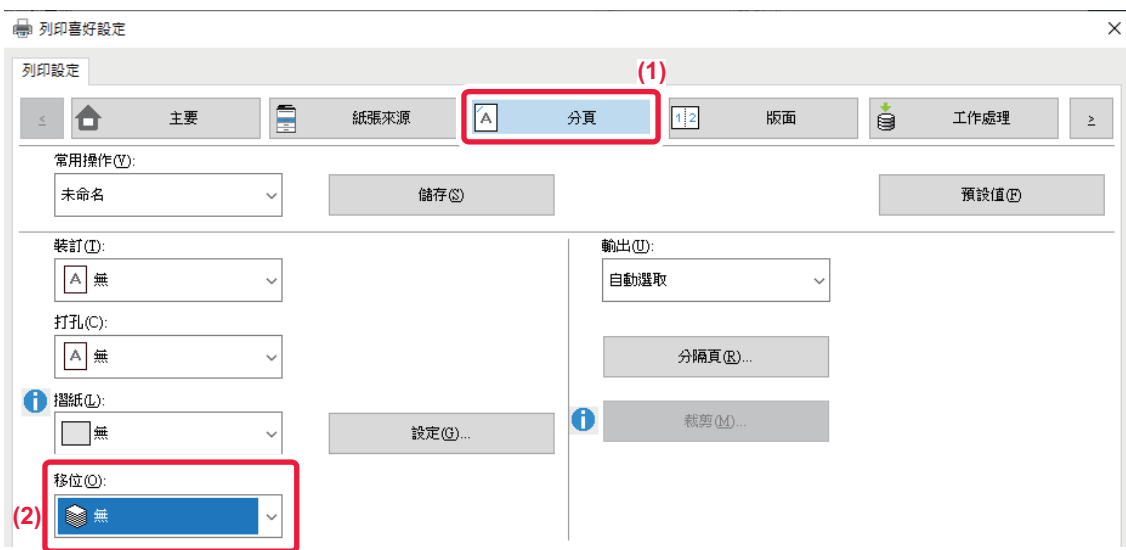 列印喜好設定
列印設定
(1)
< 主要 紙張來源 A 分頁 1 2 版面 工作處理 >
常用操作(V):
未命名 儲存(S) 預設值(F)
裝訂(T): 輸出(U):
A 無 自動選取
打孔(C):
A 無 分隔頁(R)...
i 摺紙(L):
無 設定(G)... i 裁剪(M)...
移位(O):
(2) 無